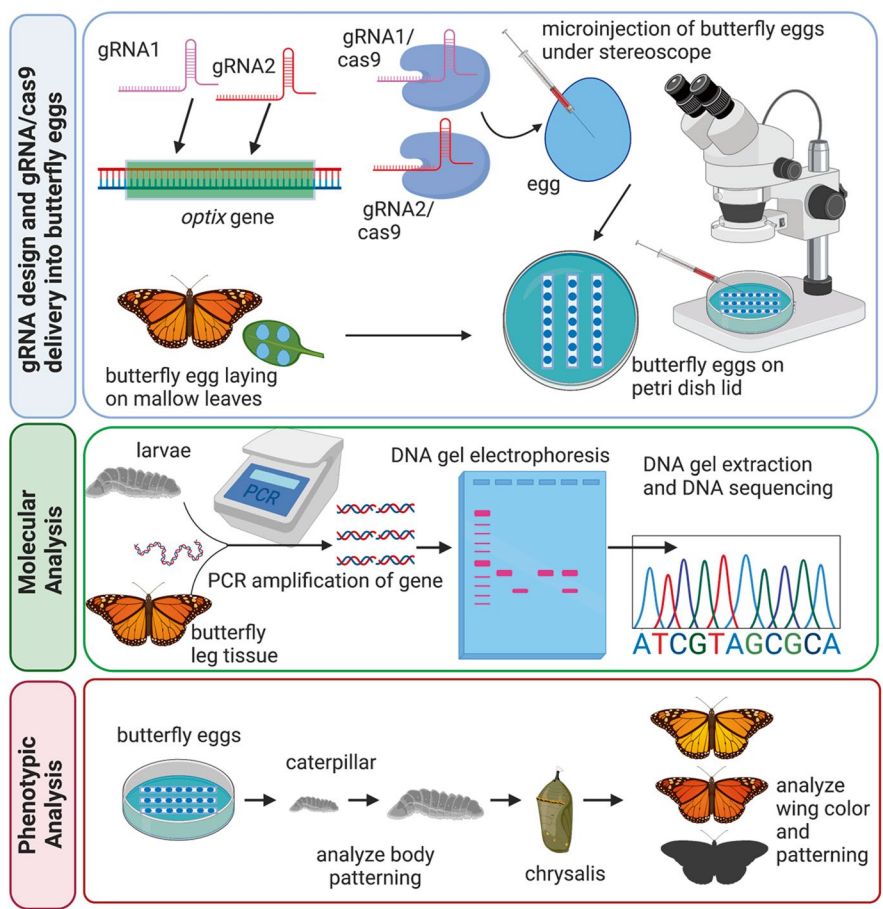 gRNA design and gRNA/cas9
delivery into butterfly eggs
gRNA1
gRNA2
optix gene
gRNA1/
cas9
gRNA2/
cas9
microinjection of butterfly eggs
under stereoscope
egg
butterfly egg laying
on mallow leaves
butterfly eggs on
petri dish lid
Molecular
Analysis
larvae
PCR
PCR amplification of gene
butterfly
leg tissue
DNA gel electrophoresis
DNA gel extraction
and DNA sequencing
ATCGTAGCGCA
Phenotypic
Analysis
butterfly eggs
caterpillar
analyze body
patterning
chrysalis
analyze
wing color
and
patterning